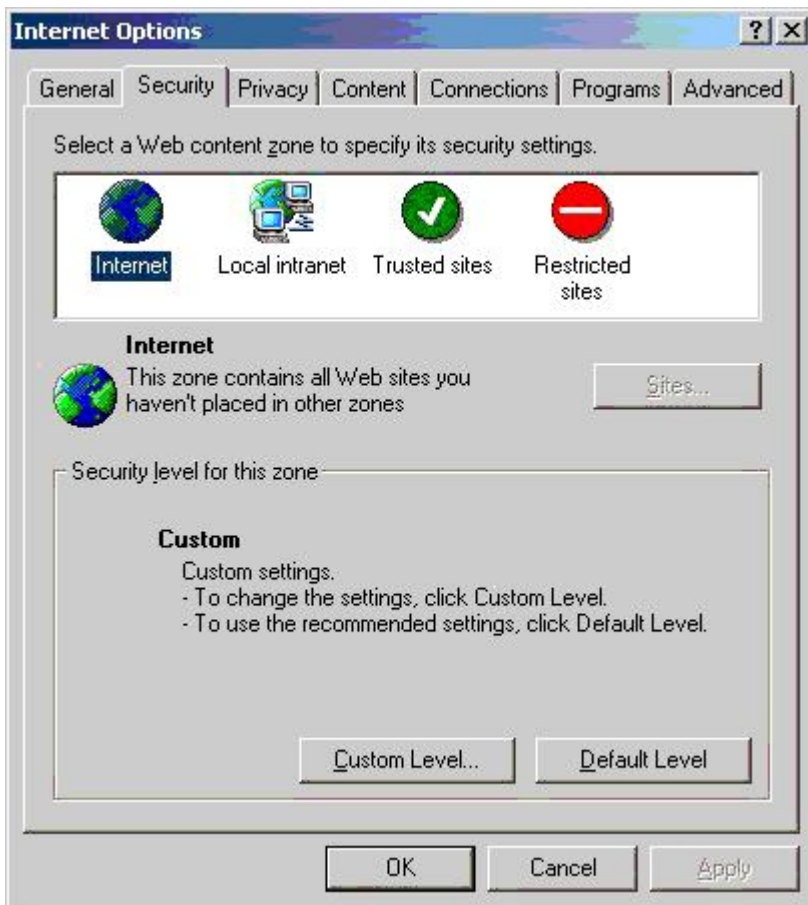 Internet Options
General Security Privacy Content Connections Programs Advanced
Select a Web content zone to specify its security settings.
Internet Local intranet Trusted sites Restricted sites
Internet
This zone contains all Web sites you
haven't placed in other zones
Sites...
Security level for this zone
Custom
Custom settings.
- To change the settings, click Custom Level.
- To use the recommended settings, click Default Level.
Custom Level... Default Level
OK Cancel Apply